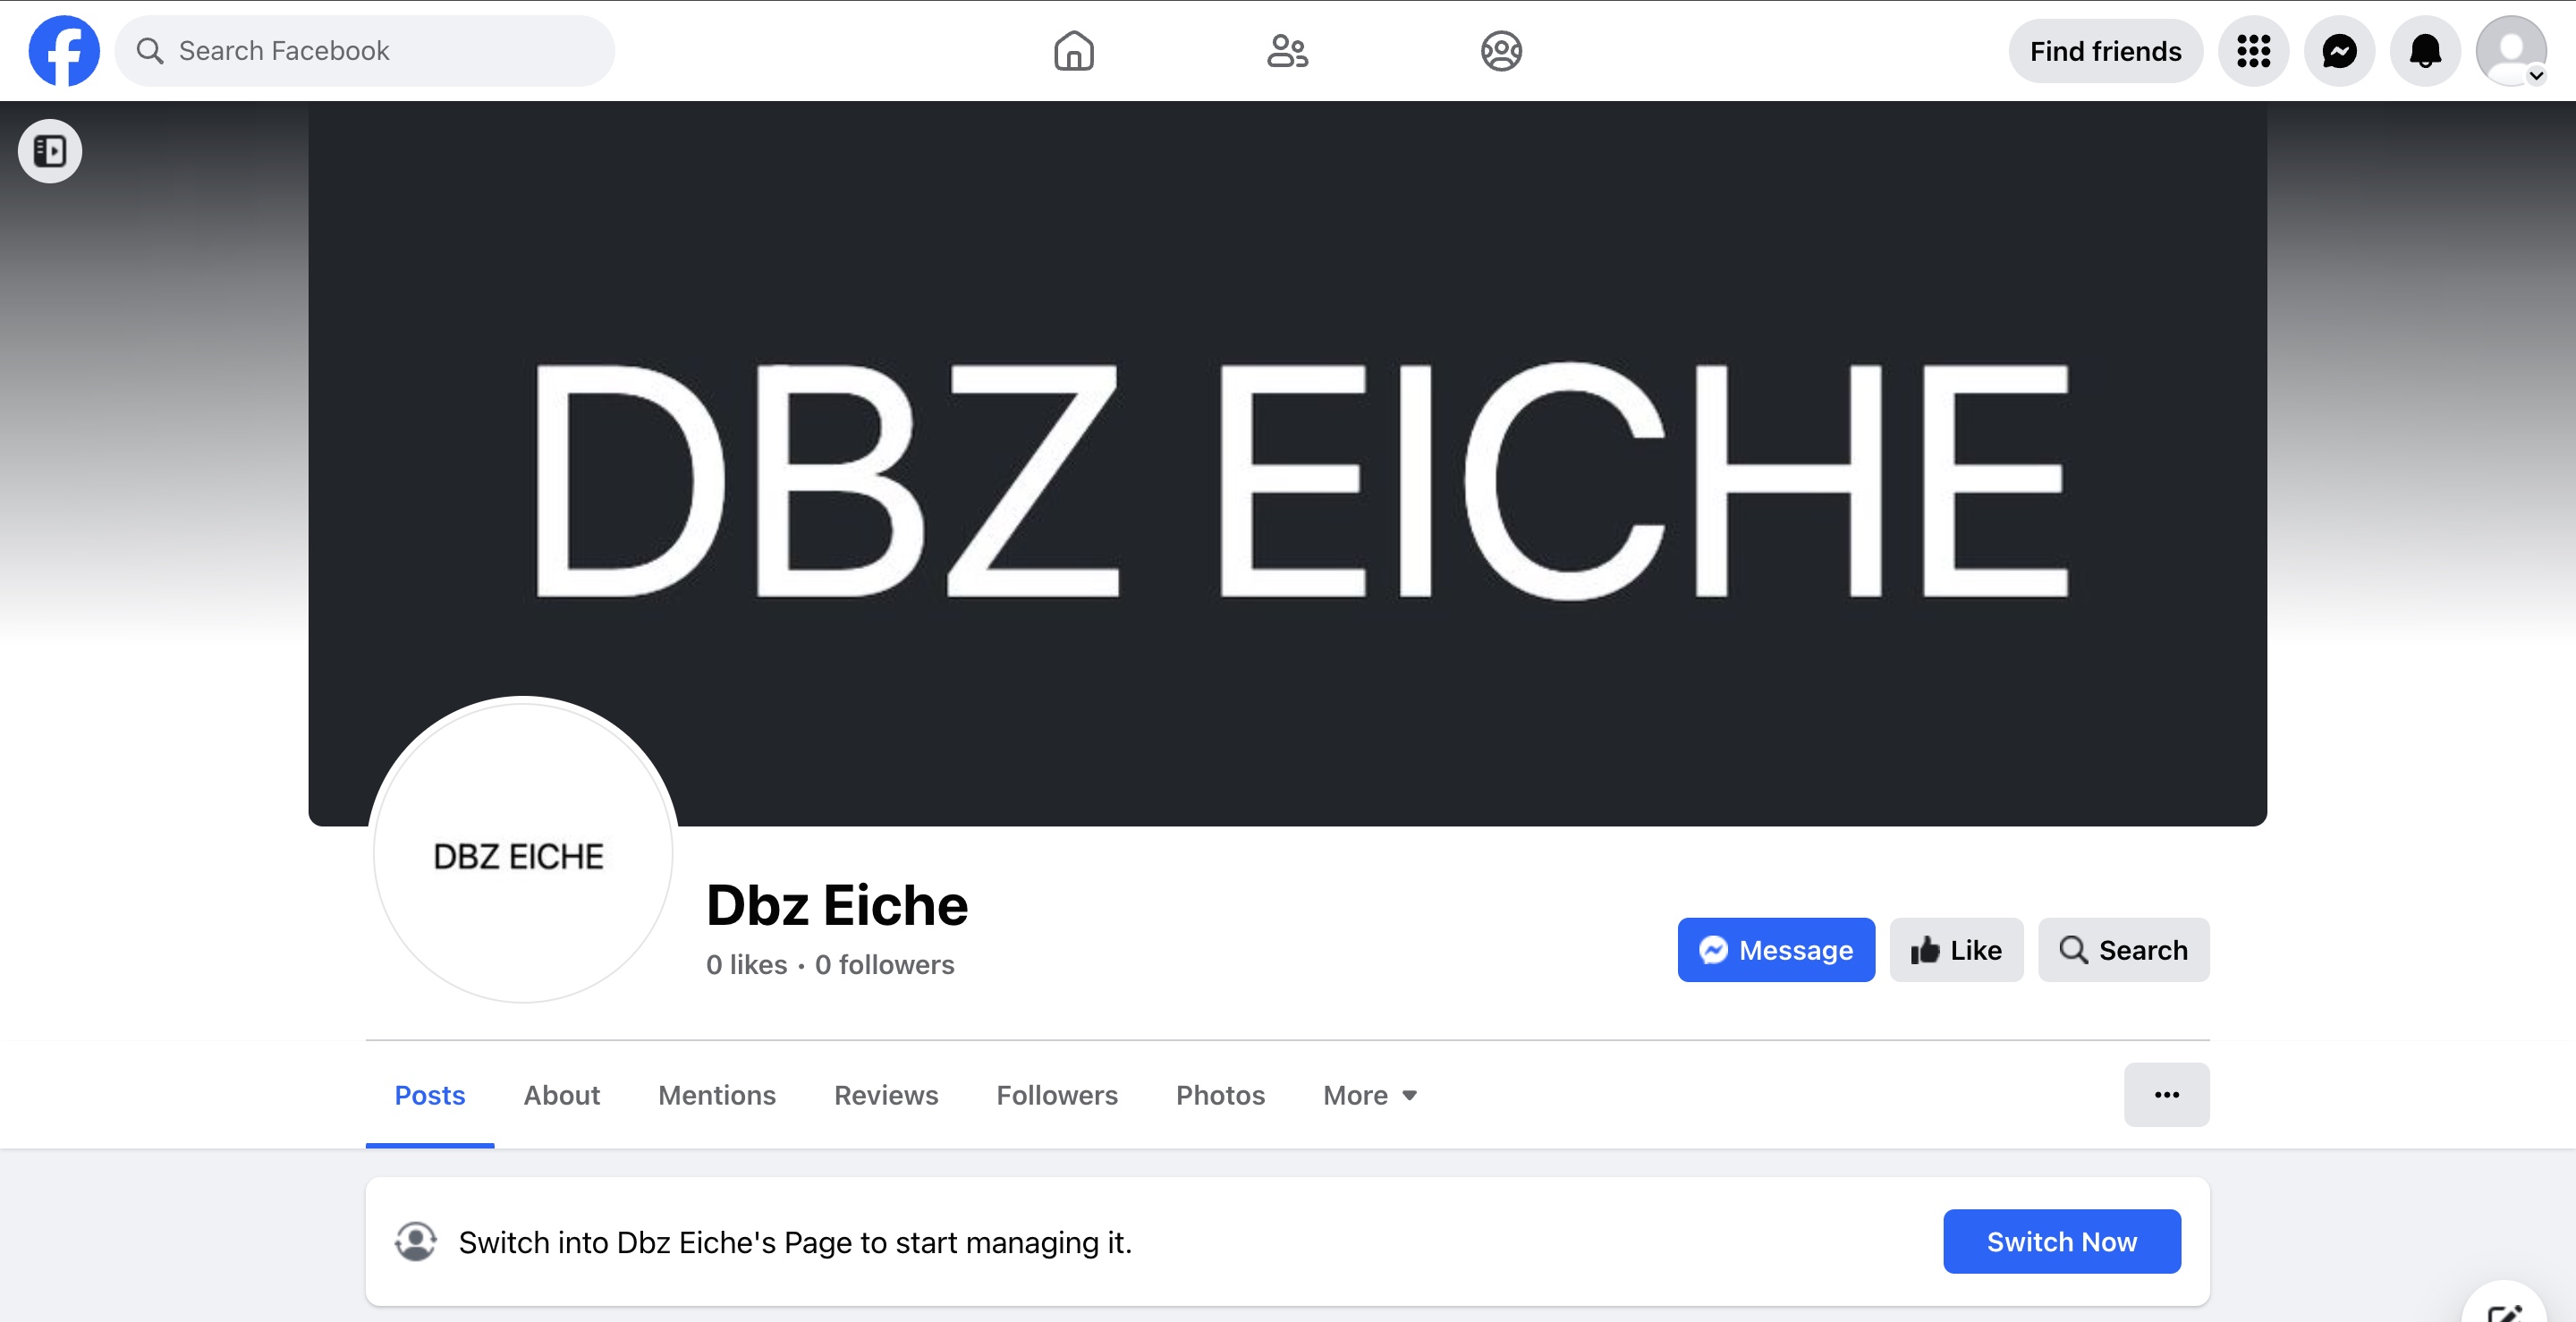 Search Facebook
Find friends
DBZ EICHE
DBZ EICHE
Dbz Eiche
0 likes • 0 followers
Message
Like
Search
Posts
About
Mentions
Reviews
Followers
Photos
More
Switch into Dbz Eiche's Page to start managing it.
Switch Now